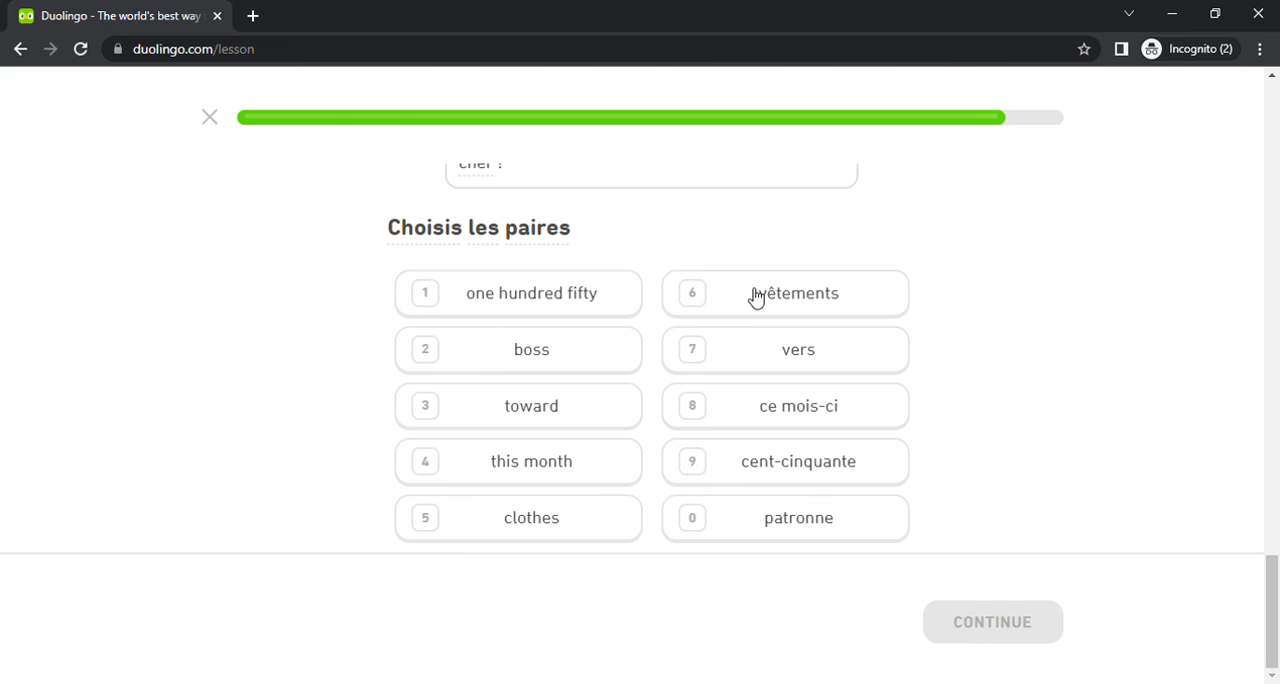 Duolingo - The world's best way
duolingo.com/lesson
Incognito (2)
Choisis les paires
1 one hundred fifty
6 vêtements
2 boss
7 vers
3 toward
8 ce mois-ci
4 this month
9 cent-cinquante
5 clothes
0 patronne
CONTINUE